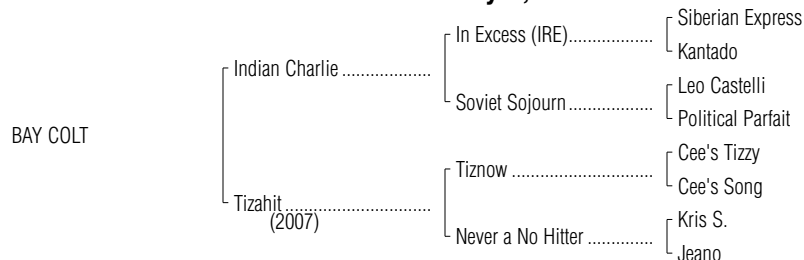 Siberian Express
In Excess (IRE)..................
Kantado
Indian Charlie ...................
Leo Castelli
Soviet Sojourn..................
Political Parfait
BAY COLT
Cee's Tizzy
Tiznow ..............................
Cee's Song
Tizahit ...............................
(2007)
Kris S.
Never a No Hitter ..............
Jeano